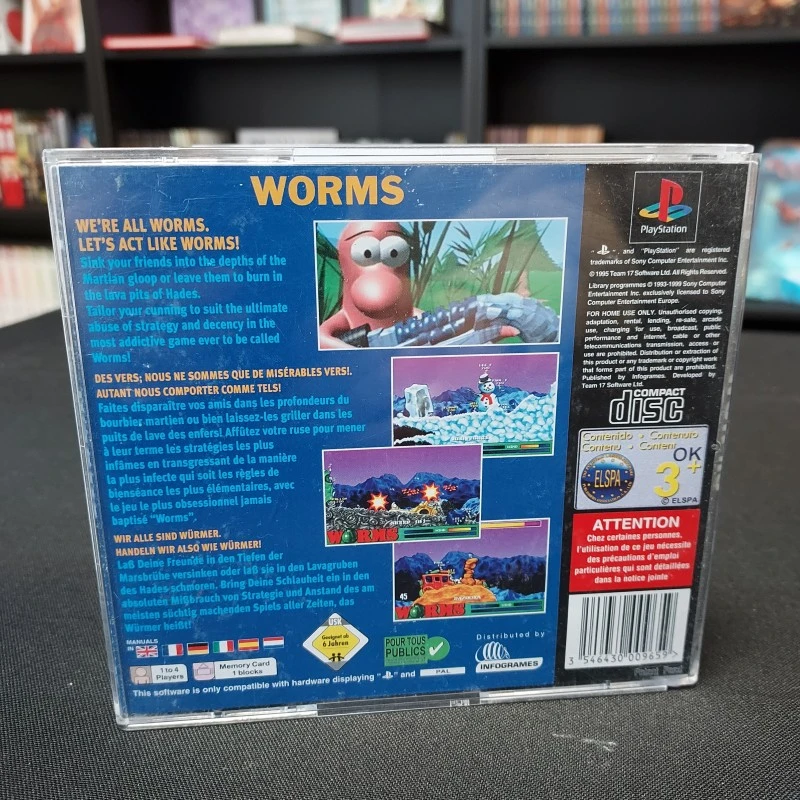 WORMS
WE'RE ALL WORMS.
LET'S ACT LIKE WORMS!
Sink your friends into the depths of the
Martian gloop or leave them to burn in
the lava pits of Hades.
Tailor your cunning to suit the ultimate
abuse of strategy and decency in the
most addictive game ever to be called
Worms!
DES VERS; NOUS NE SOMMES QUE DE MISÉRABLES VERS!.
AUTANT NOUS COMPORTER COMME TELS!
Faites disparaître vos amis dans les profondeurs du
bourbier martien ou bien laissez-les griller dans les
puits de lave des enfers! Affûtez votre ruse pour mener
à leur terme les stratégies les plus
infâmes en transgressant de la manière
la plus infecte qui soit les règles de
bienséance les plus élémentaires, avec
le jeu le plus obsessionnel jamais
baptisé "Worms".
WIR ALLE SIND WÜRMER.
HANDELN WIR ALSO WIE WÜRMER!
Laß Deine Freunde in den Tiefen der
Marsbrühe versinken oder laß sie in den Lavagruben
des Hades schmoren. Bring Deine Schlauheit ein in den
absoluten Mißbrauch von Strategie und Anstand des am
meisten süchtig machenden Spiels aller Zeiten, das
Würmer heißt!
MANUALS
IN
1 to 4
Players
Memory Card
1 blocks
This software is only compatible with hardware displaying " " and PAL
USK
Geeignet ab
6 Jahren
POUR TOUS
PUBLICS
Distributed by
INFOGRAMES
WORMS
45
WORMS
PlayStation
" " and "PlayStation" are registered
trademarks of Sony Computer Entertainment Inc.
© 1995 Team 17 Software Ltd. All Rights Reserved.
Library programmes © 1993-1999 Sony Computer
Entertainment Inc. exclusively licensed to Sony
Computer Entertainment Europe.
FOR HOME USE ONLY. Unauthorised copying,
adaptation, rental, lending, re-sale, arcade
use, charging for use, broadcast, public
performance and internet, cable or other
telecommunications transmission, access or
use are prohibited. Distribution or extraction of
this product or any copyright work that
forms part of this product are prohibited.
Published by Infogrames. Developed by
Team 17 Software Ltd.
COMPACT
disc
Contenido • Contenuto
Contenu • Content
ELSPA
OK
3+
© ELSPA
ATTENTION
Chez certaines personnes,
l'utilisation de ce jeu nécessite
des précautions d'emploi
particulières qui sont détaillées
dans la notice jointe
3 546430 009659